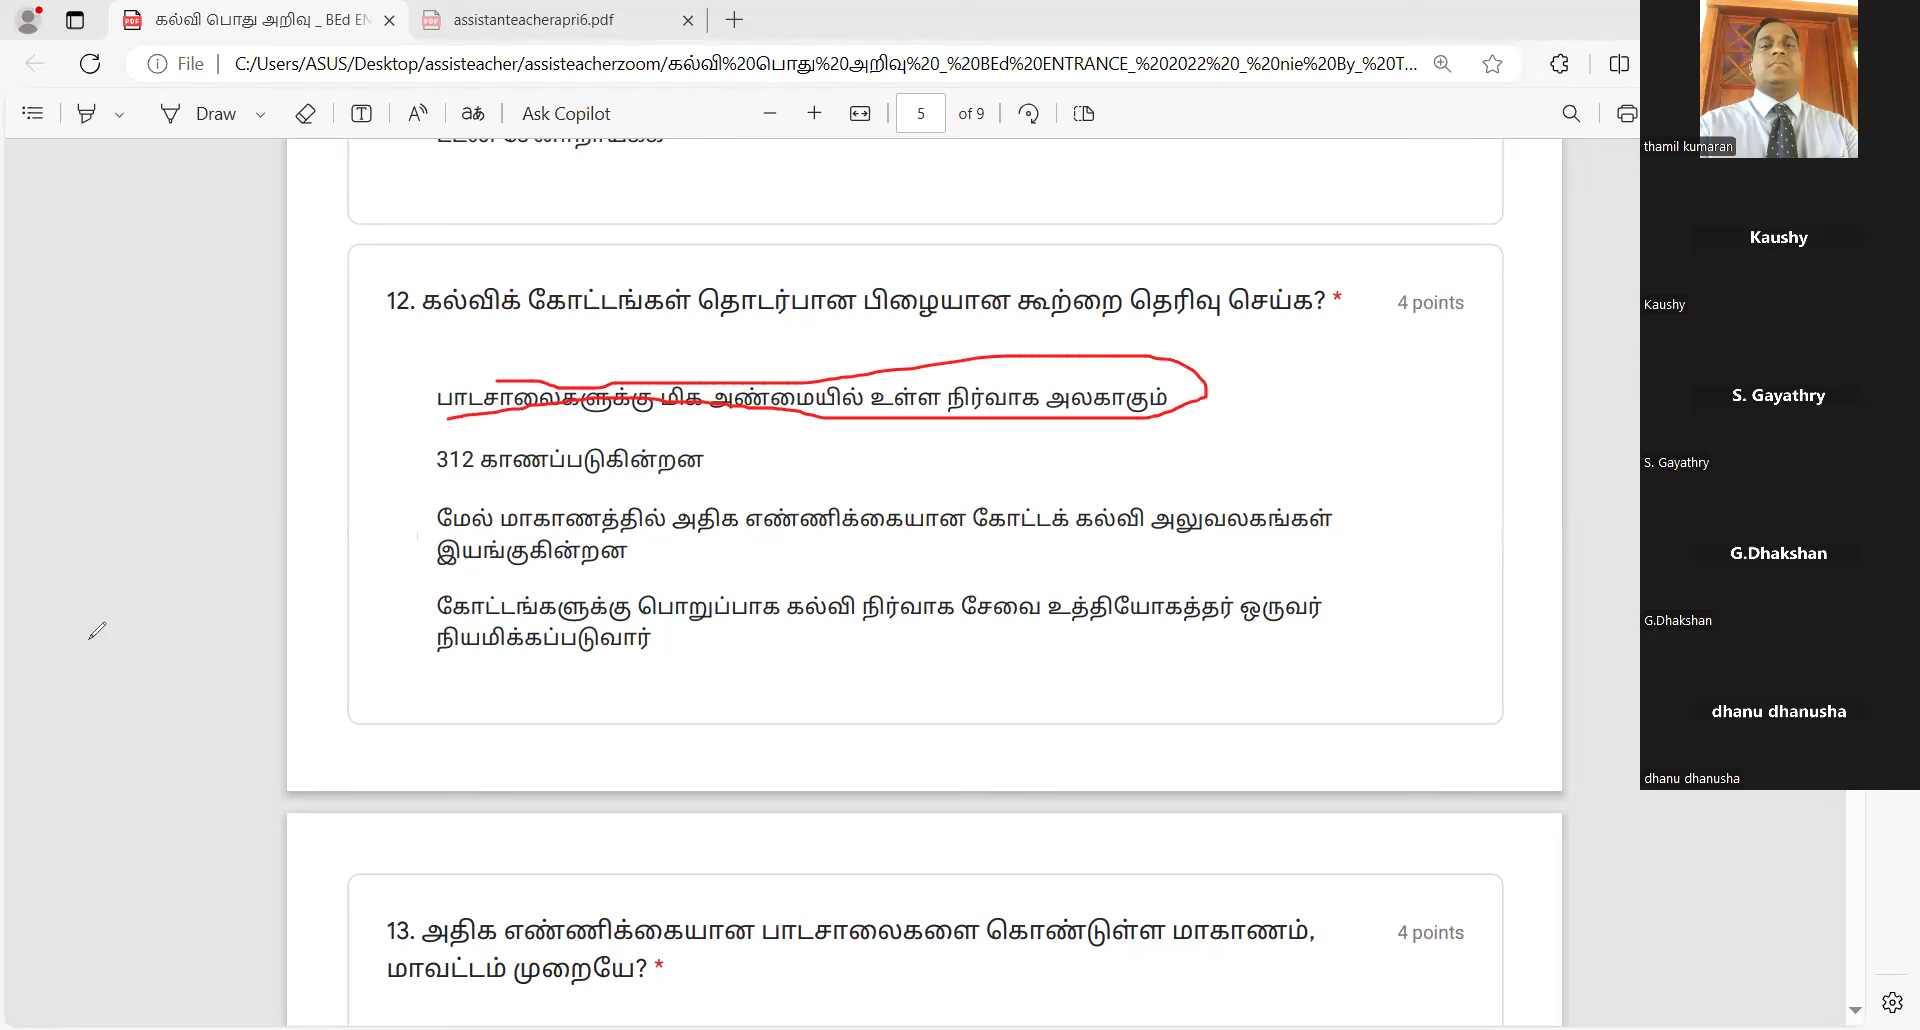 கல்வி பொது அறிவு _ BEd EN
assistanteacherapri6.pdf
File
C:/Users/ASUS/Desktop/assisteacher/assisteacherzoom/கல்வி%20பொது%20அறிவு%20_%20BEd%20ENTRANCE_%202022%20_%20nie%20By_%20T...
Draw
Ask Copilot
5
of 9
12. கல்விக் கோட்டங்கள் தொடர்பான பிழையான கூற்றை தெரிவு செய்க? *
4 points
பாடசாலைகளுக்கு மிக அண்மையில் உள்ள நிர்வாக அலகாகும்
312 காணப்படுகின்றன
மேல் மாகாணத்தில் அதிக எண்ணிக்கையான கோட்டக் கல்வி அலுவலகங்கள்
இயங்குகின்றன
கோட்டங்களுக்கு பொறுப்பாக கல்வி நிர்வாக சேவை உத்தியோகத்தர் ஒருவர்
நியமிக்கப்படுவார்
13. அதிக எண்ணிக்கையான பாடசாலைகளை கொண்டுள்ள மாகாணம்,
மாவட்டம் முறையே? *
4 points
thamil kumaran
Kaushy
Kaushy
S. Gayathry
S. Gayathry
G.Dhakshan
G.Dhakshan
dhanu dhanusha
dhanu dhanusha